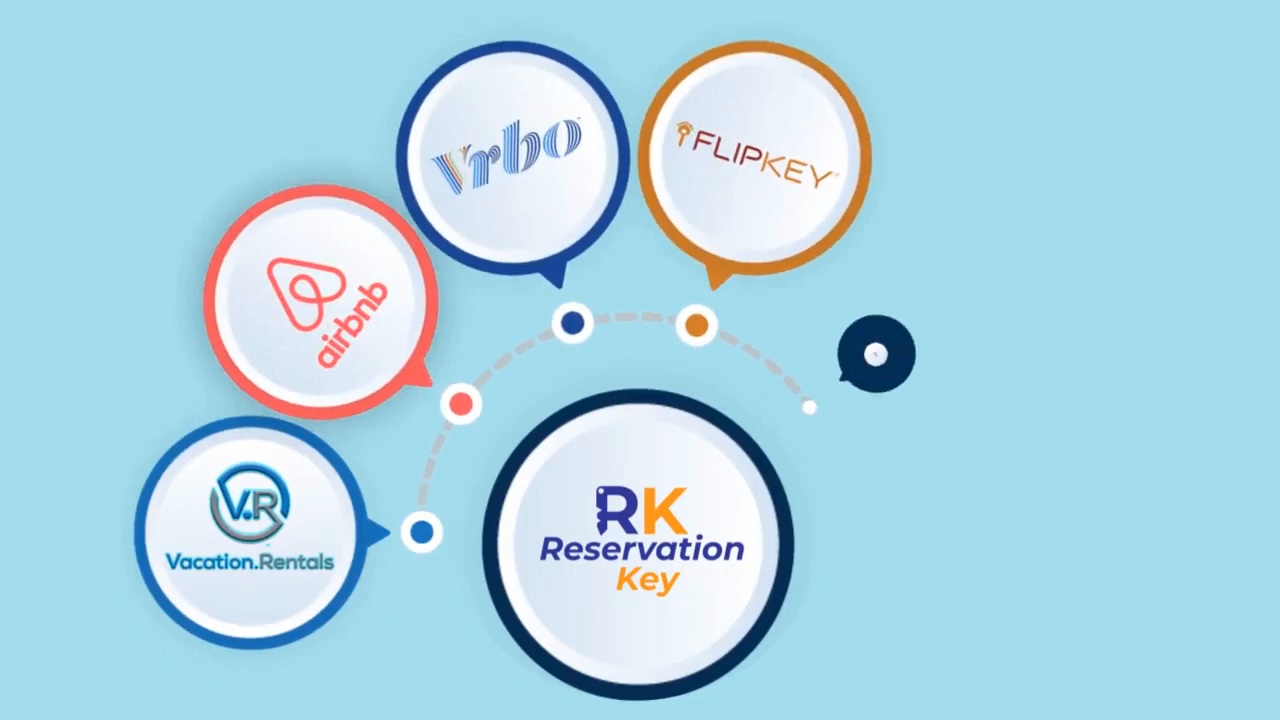 Vrbo
FLIPKEY
airbnb
V.R
Vacation.Rentals
RK
Reservation
Key